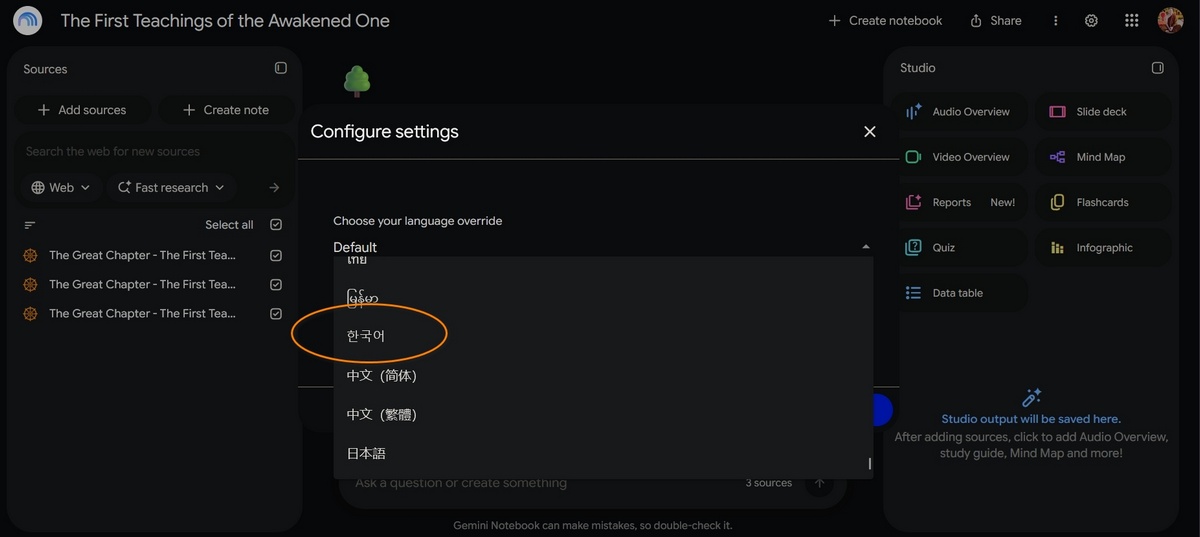 The First Teachings of the Awakened One
Create notebook
Share
Sources
Add sources
Create note
Search the web for new sources
Web
Fast research
Select all
The Great Chapter - The First Tea...
The Great Chapter - The First Tea...
The Great Chapter - The First Tea...
Configure settings
Choose your language override
Default
ไทย
မြန်မာ
한국어
中文 (简体)
中文 (繁體)
日本語
Ask a question or create something
3 sources
Gemini Notebook can make mistakes, so double-check it.
Studio
Audio Overview
Slide deck
Video Overview
Mind Map
Reports New!
Flashcards
Quiz
Infographic
Data table
Studio output will be saved here.
After adding sources, click to add Audio Overview,
study guide, Mind Map and more!